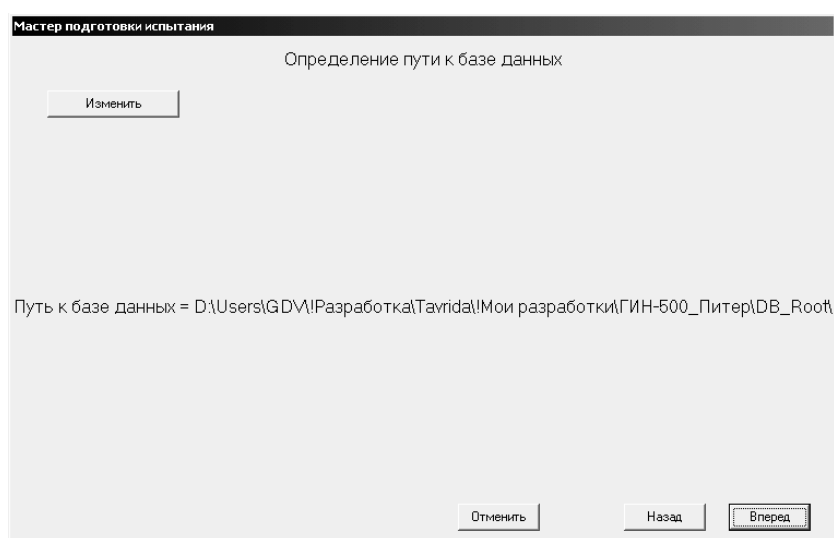 Мастер подготовки испытания
Определение пути к базе данных
Изменить
Путь к базе данных = D:\Users\GDV\!Разработка\Tavrida\!Мои разработки\ГИН-500_Питер\DB_Root\
Отменить
Назад
Вперед